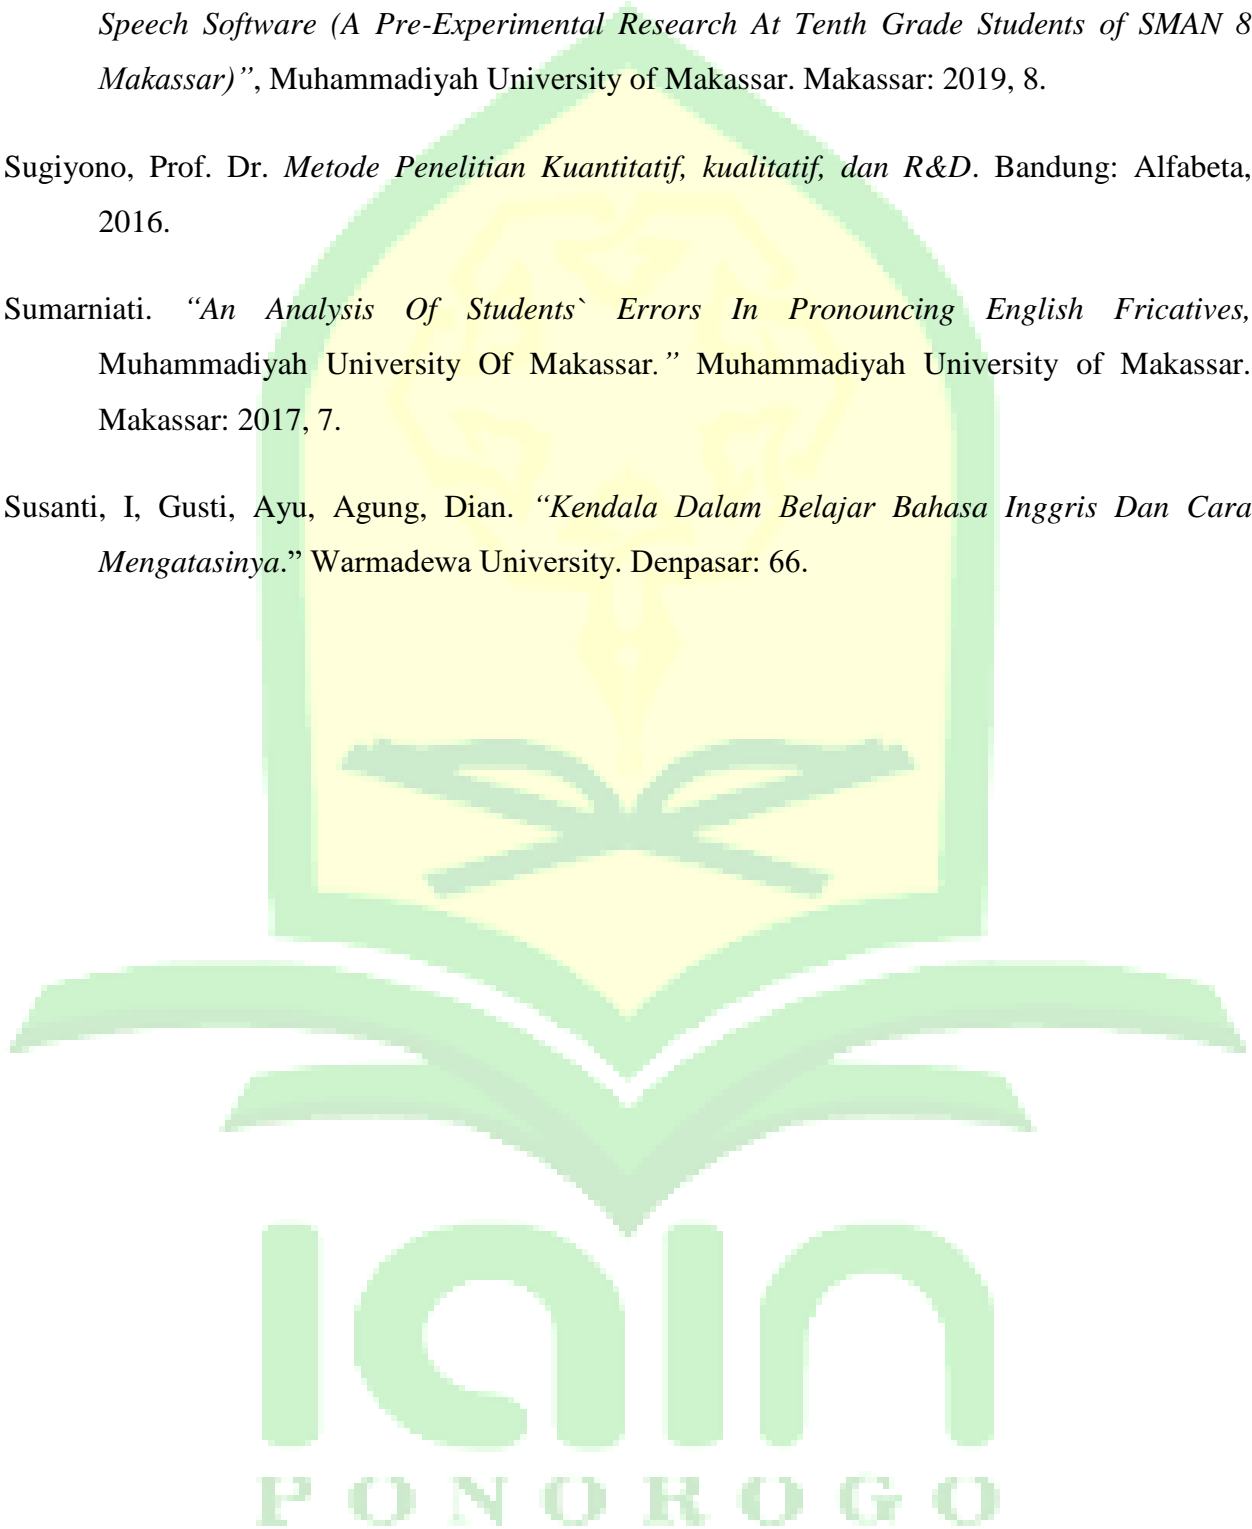 Speech Software (A Pre-Experimental Research At Tenth Grade Students of SMAN 8
Makassar)”, Muhammadiyah University of Makassar. Makassar: 2019, 8.
Sugiyono, Prof. Dr. Metode Penelitian Kuantitatif, kualitatif, dan R&D. Bandung: Alfabeta,
2016.
Sumarniati. “An Analysis Of Students` Errors In Pronouncing English Fricatives,
Muhammadiyah University Of Makassar.” Muhammadiyah University of Makassar.
Makassar: 2017, 7.
Susanti, I, Gusti, Ayu, Agung, Dian. “Kendala Dalam Belajar Bahasa Inggris Dan Cara
Mengatasinya.” Warmadewa University. Denpasar: 66.
iain
PONOROGO